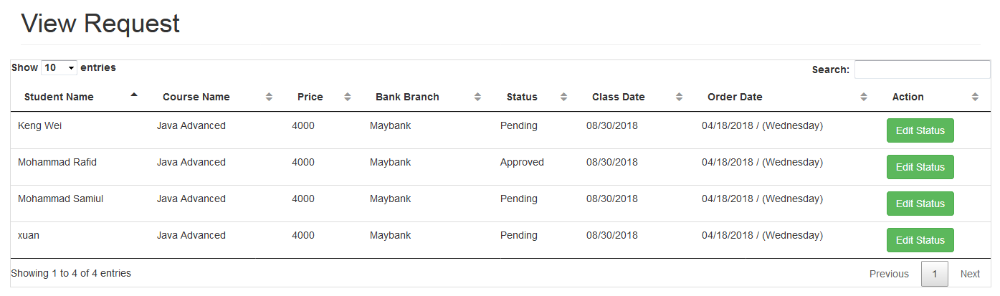 View Request
Show 10 entries Search:
Student Name Course Name Price Bank Branch Status Class Date Order Date Action
Keng Wei Java Advanced 4000 Maybank Pending 08/30/2018 04/18/2018 / (Wednesday) Edit Status
Mohammad Rafid Java Advanced 4000 Maybank Approved 08/30/2018 04/18/2018 / (Wednesday) Edit Status
Mohammad Samiul Java Advanced 4000 Maybank Pending 08/30/2018 04/18/2018 / (Wednesday) Edit Status
xuan Java Advanced 4000 Maybank Pending 08/30/2018 04/18/2018 / (Wednesday) Edit Status
Showing 1 to 4 of 4 entries Previous 1 Next